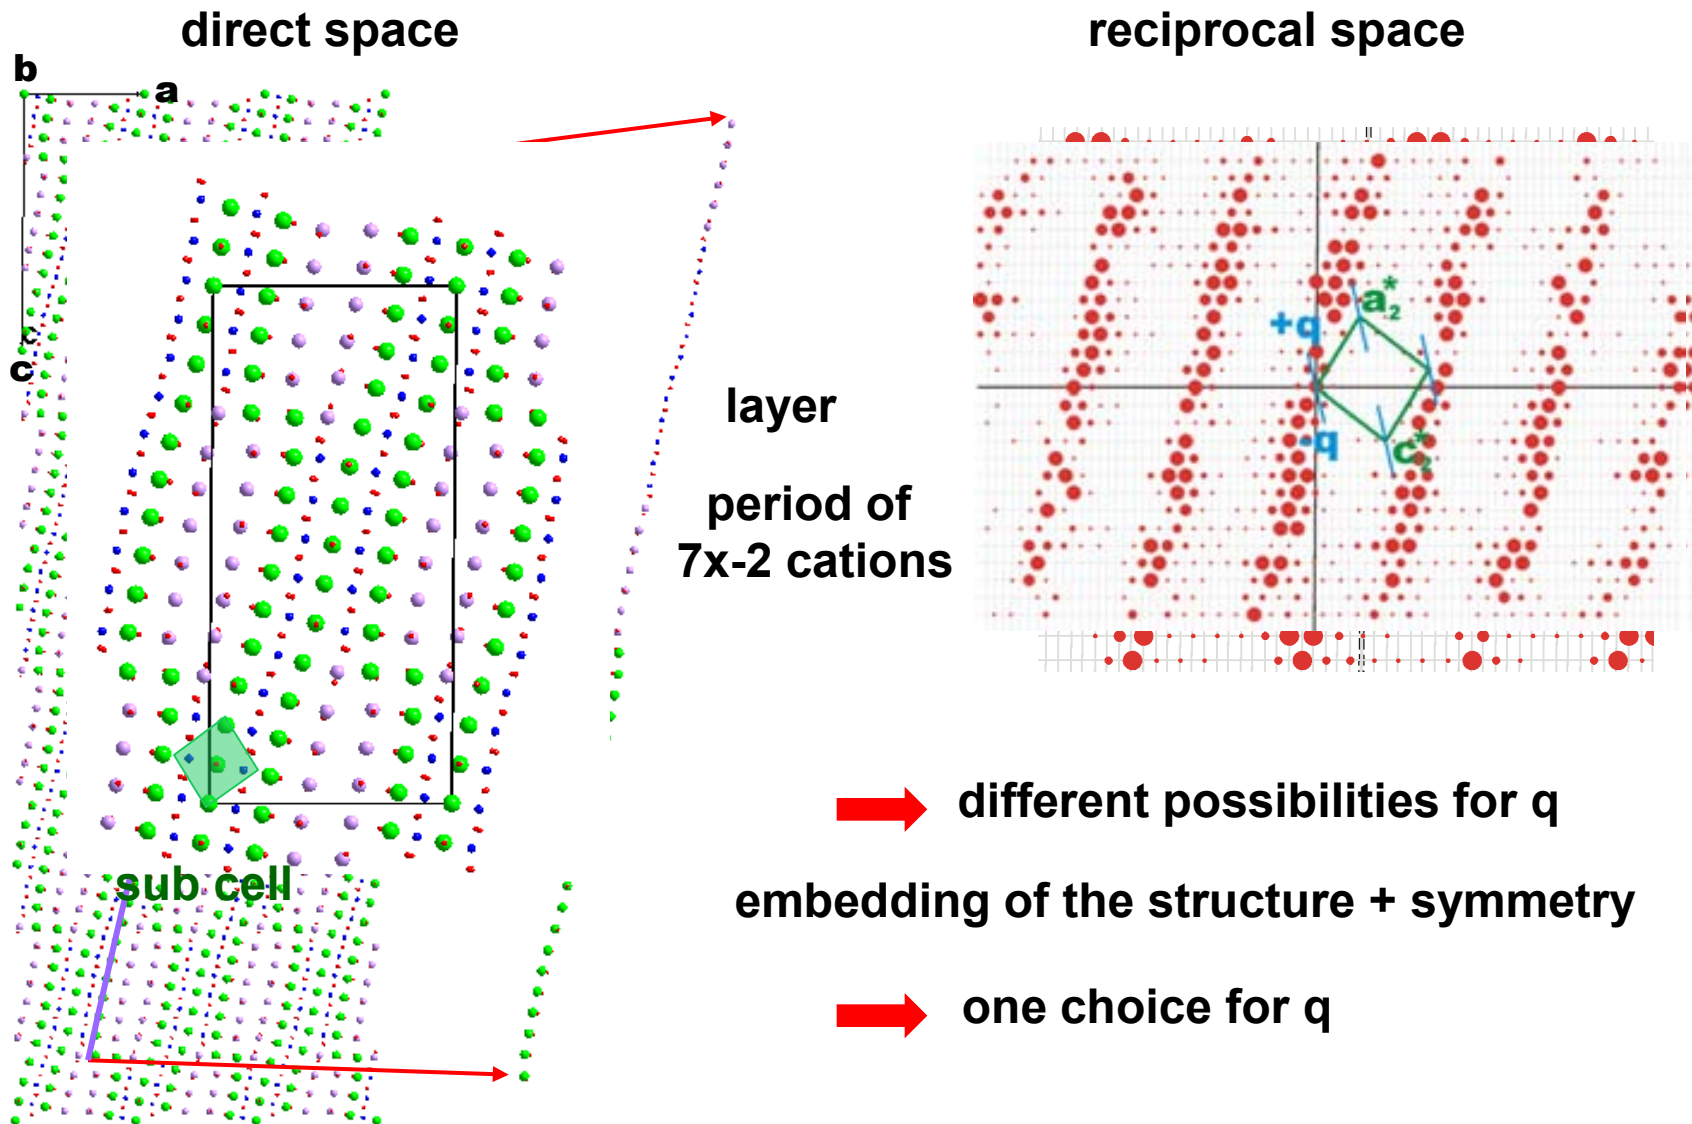 direct space
reciprocal space
b
a
c
c
+q
a*2
-q
c*2
layer
period of
7x-2 cations
sub cell
different possibilities for q
embedding of the structure + symmetry
one choice for q